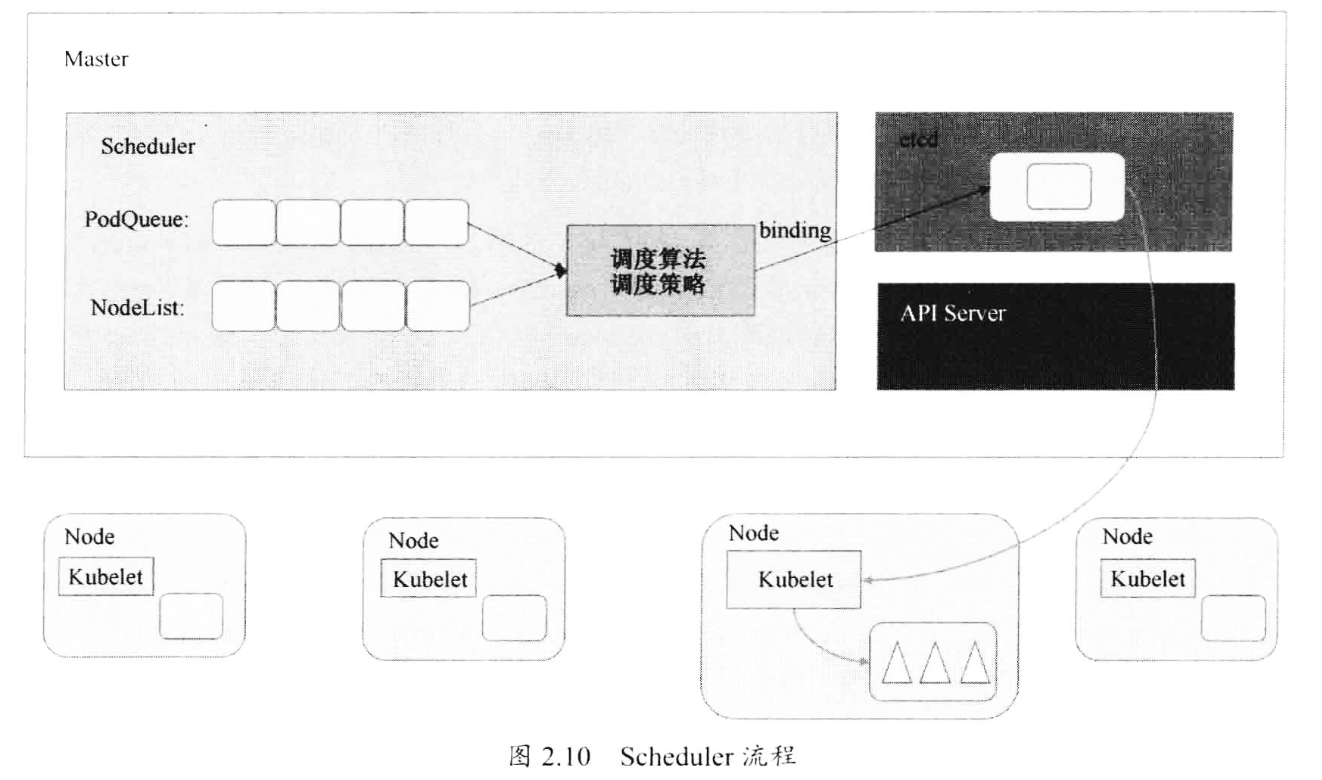 Master
Scheduler
PodQueue:
NodeList:
调度算法
调度策略
binding
etcd
API Server
Node
Kubelet
Node
Kubelet
Node
Kubelet
Node
Kubelet
图 2.10 Scheduler 流程